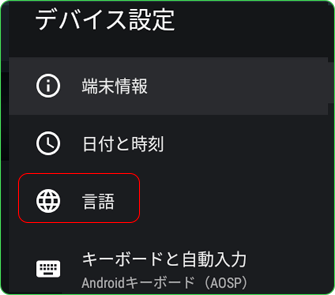 デバイス設定
端末情報
日付と時刻
言語
キーボードと自動入力
Androidキーボード（AOSP）